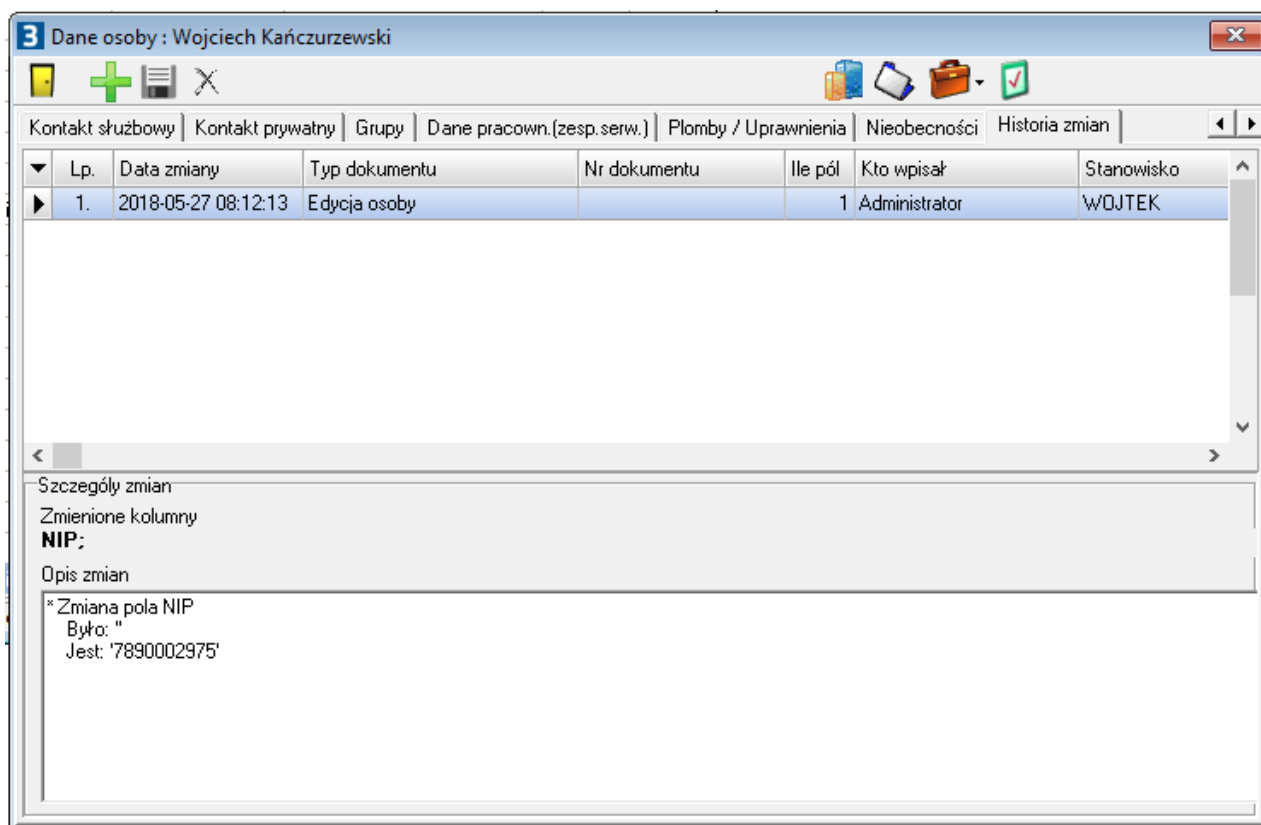 3 Dane osoby : Wojciech Kańczurzewski
Kontakt służbowy Kontakt prywatny Grupy Dane pracown.(zesp.serw.) Plomby / Uprawnienia Nieobecności Historia zmian
Lp. Data zmiany Typ dokumentu Nr dokumentu Ile pól Kto wpisał Stanowisko
1. 2018-05-27 08:12:13 Edycja osoby 1 Administrator WOJTEK
Szczegóły zmian
Zmienione kolumny
NIP;
Opis zmian
* Zmiana pola NIP
Było: ''
Jest: '7890002975'